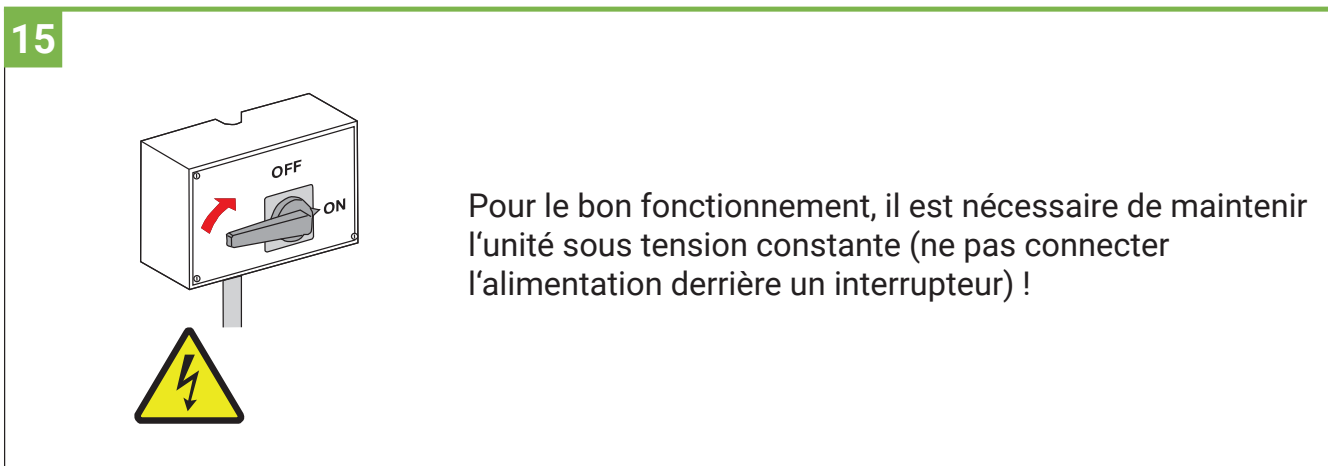 15
OFF
ON
Pour le bon fonctionnement, il est nécessaire de maintenir
l‘unité sous tension constante (ne pas connecter
l‘alimentation derrière un interrupteur) !